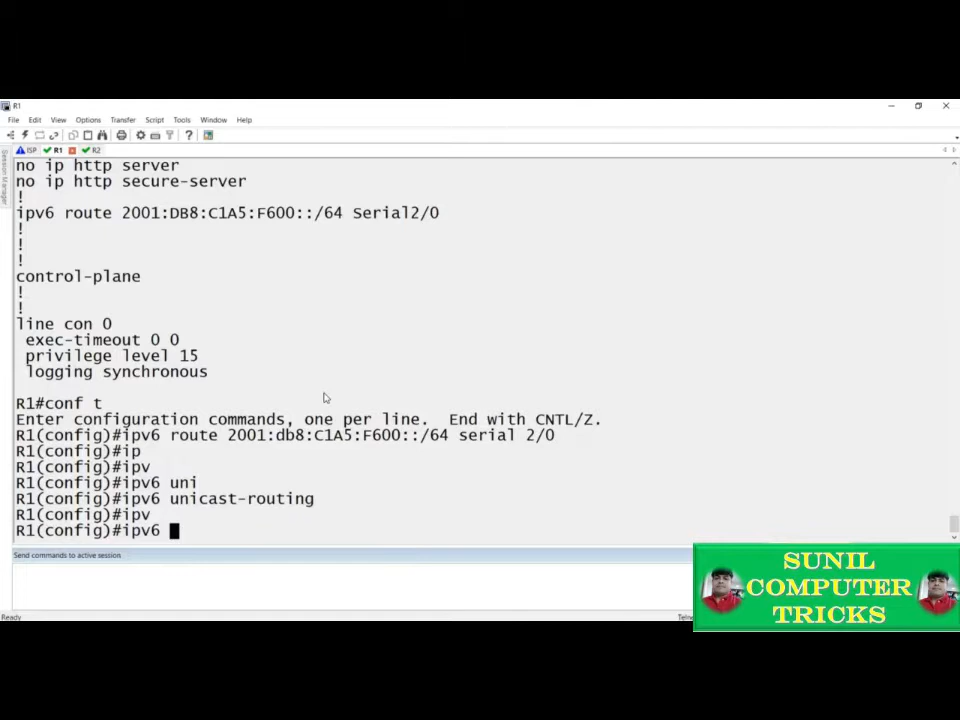 R1
File Edit View Options Transfer Script Tools Window Help
ISP R1 R2
Session Manager
no ip http server
no ip http secure-server
!
ipv6 route 2001:DB8:C1A5:F600::/64 Serial2/0
!
!
!
control-plane
!
!
line con 0
exec-timeout 0 0
privilege level 15
logging synchronous
R1#conf t
Enter configuration commands, one per line. End with CNTL/Z.
R1(config)#ipv6 route 2001:db8:C1A5:F600::/64 serial 2/0
R1(config)#ip
R1(config)#ipv
R1(config)#ipv6 uni
R1(config)#ipv6 unicast-routing
R1(config)#ipv
R1(config)#ipv6
Send commands to active session
Ready
SUNIL
COMPUTER
TRICKS